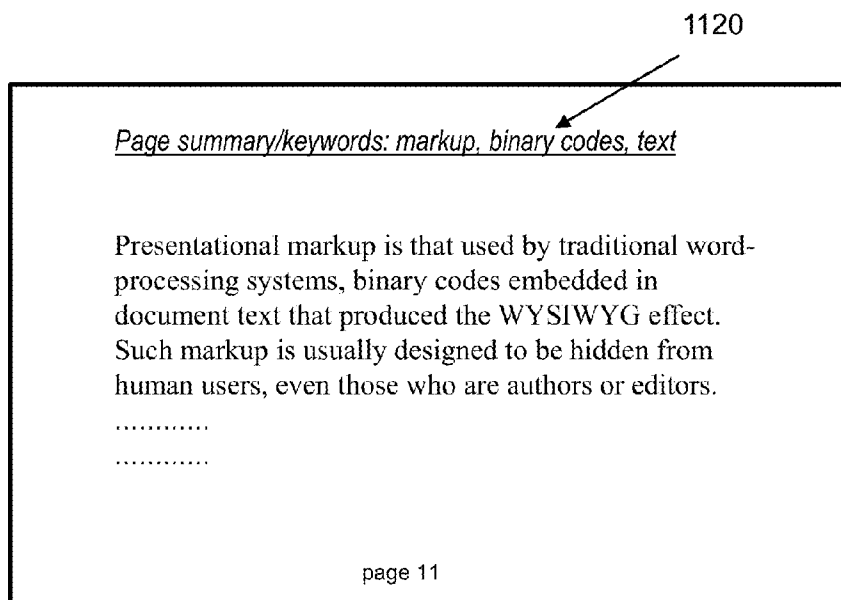 1120
Page summary/keywords: markup, binary codes, text
Presentational markup is that used by traditional word-
processing systems, binary codes embedded in
document text that produced the WYSIWYG effect.
Such markup is usually designed to be hidden from
human users, even those who are authors or editors.
............
............
page 11